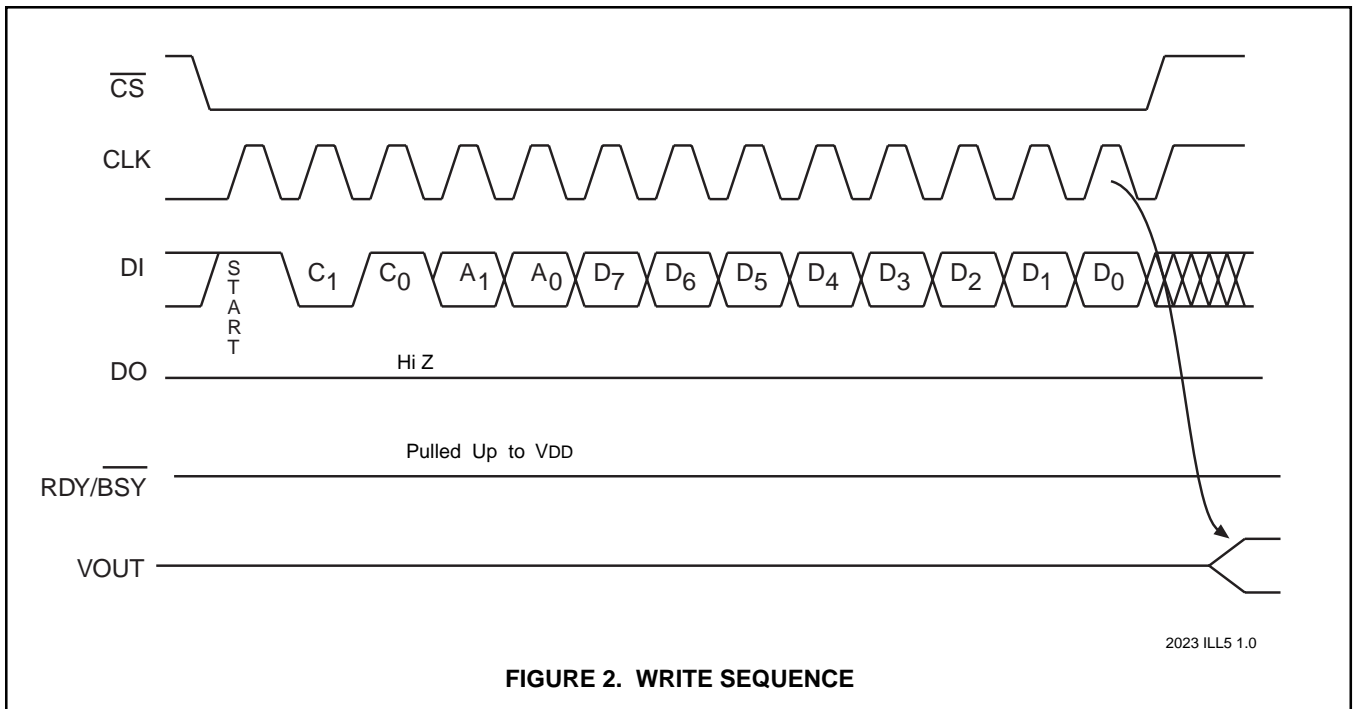 CS
CLK
DI START C1 C0 A1 A0 D7 D6 D5 D4 D3 D2 D1 D0
DO Hi Z
Pulled Up to VDD
RDY/BSY
VOUT
2023 ILL5 1.0
FIGURE 2. WRITE SEQUENCE